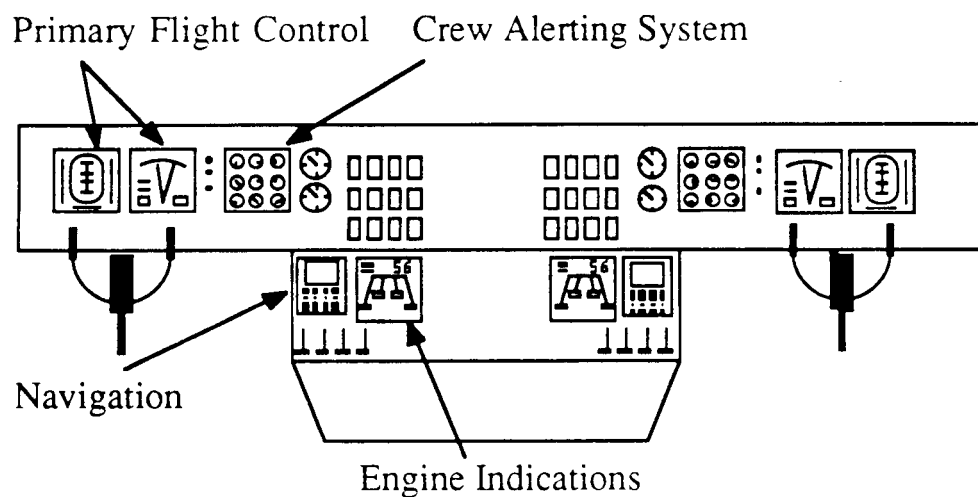 Primary Flight Control
Crew Alerting System
56
56
Navigation
Engine Indications